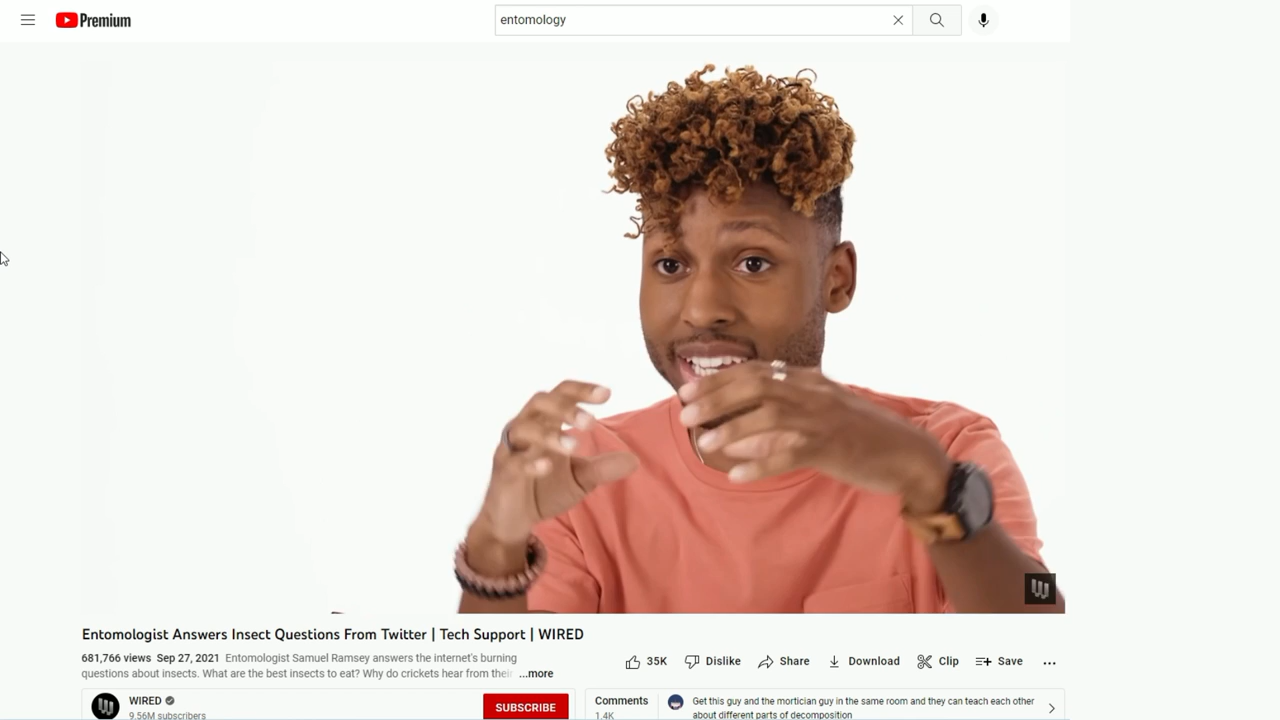 Premium
entomology
Entomologist Answers Insect Questions From Twitter | Tech Support | WIRED
681,766 views Sep 27, 2021 Entomologist Samuel Ramsey answers the internet's burning
questions about insects. What are the best insects to eat? Why do crickets hear from their ...more
35K Dislike Share Download Clip Save
WIRED
9.56M subscribers
SUBSCRIBE
Comments
1.4K
Get this guy and the mortician guy in the same room and they can teach each other
about different parts of decomposition